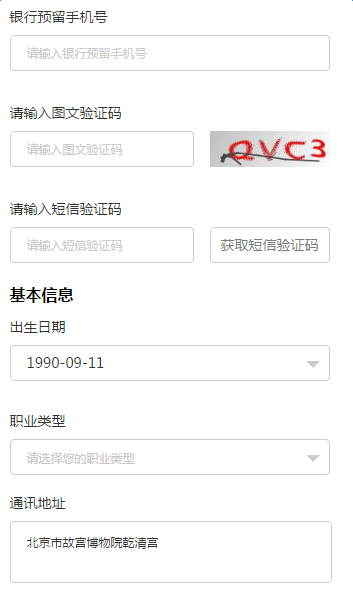 银行预留手机号
请输入银行预留手机号
请输入图文验证码
请输入图文验证码 QVC3
请输入短信验证码
请输入短信验证码 获取短信验证码
基本信息
出生日期
1990-09-11
职业类型
请选择您的职业类型
通讯地址
北京市故宫博物院乾清宫